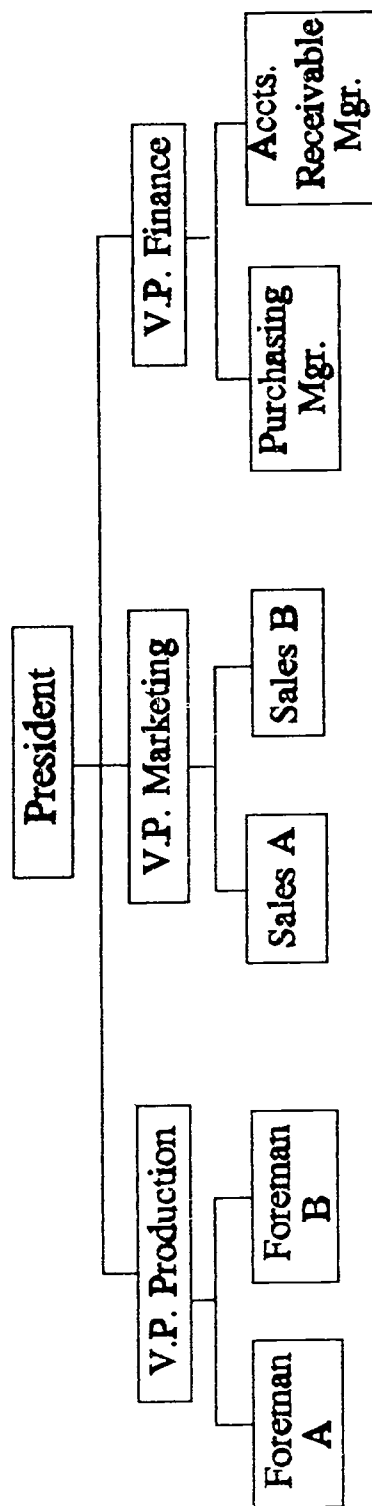 President
V.P. Production
V.P. Marketing
V.P. Finance
Foreman
A
Foreman
B
Sales A
Sales B
Purchasing
Mgr.
Accts.
Receivable
Mgr.